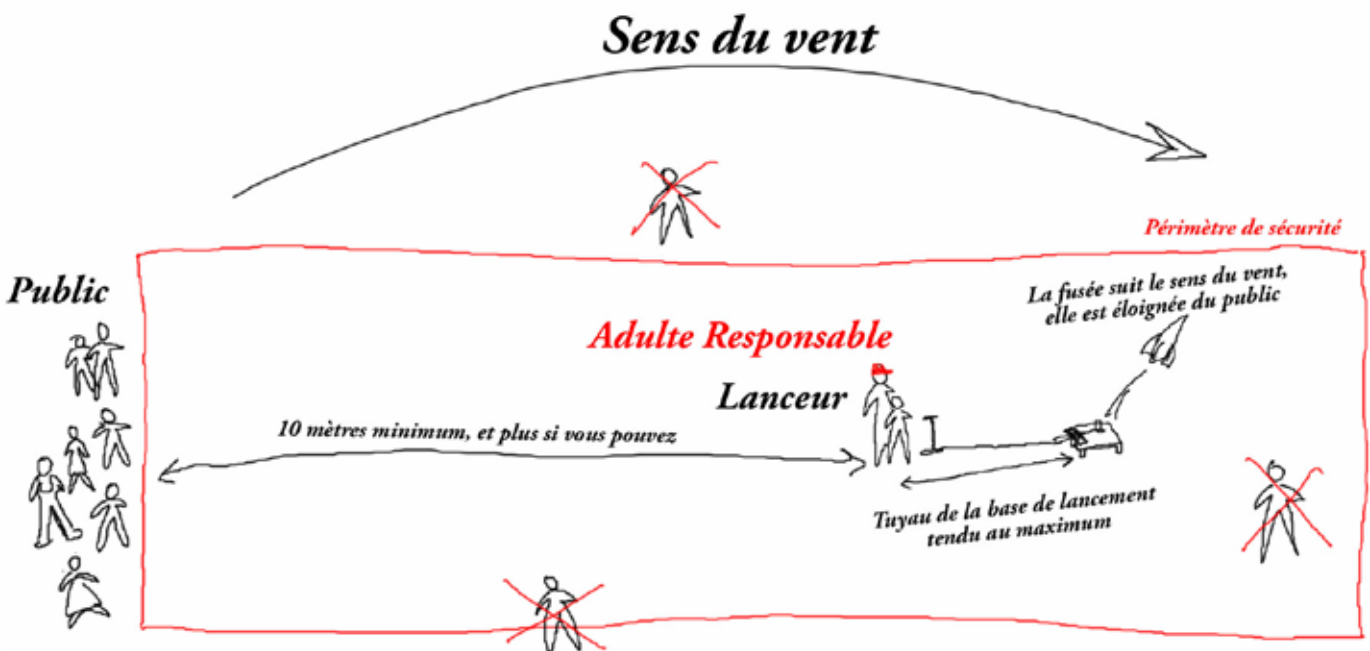 Sens du vent
Périmètre de sécurité
Public
La fusée suit le sens du vent,
elle est éloignée du public
Adulte Responsable
Lanceur
10 mètres minimum, et plus si vous pouvez
Tuyau de la base de lancement
tendu au maximum